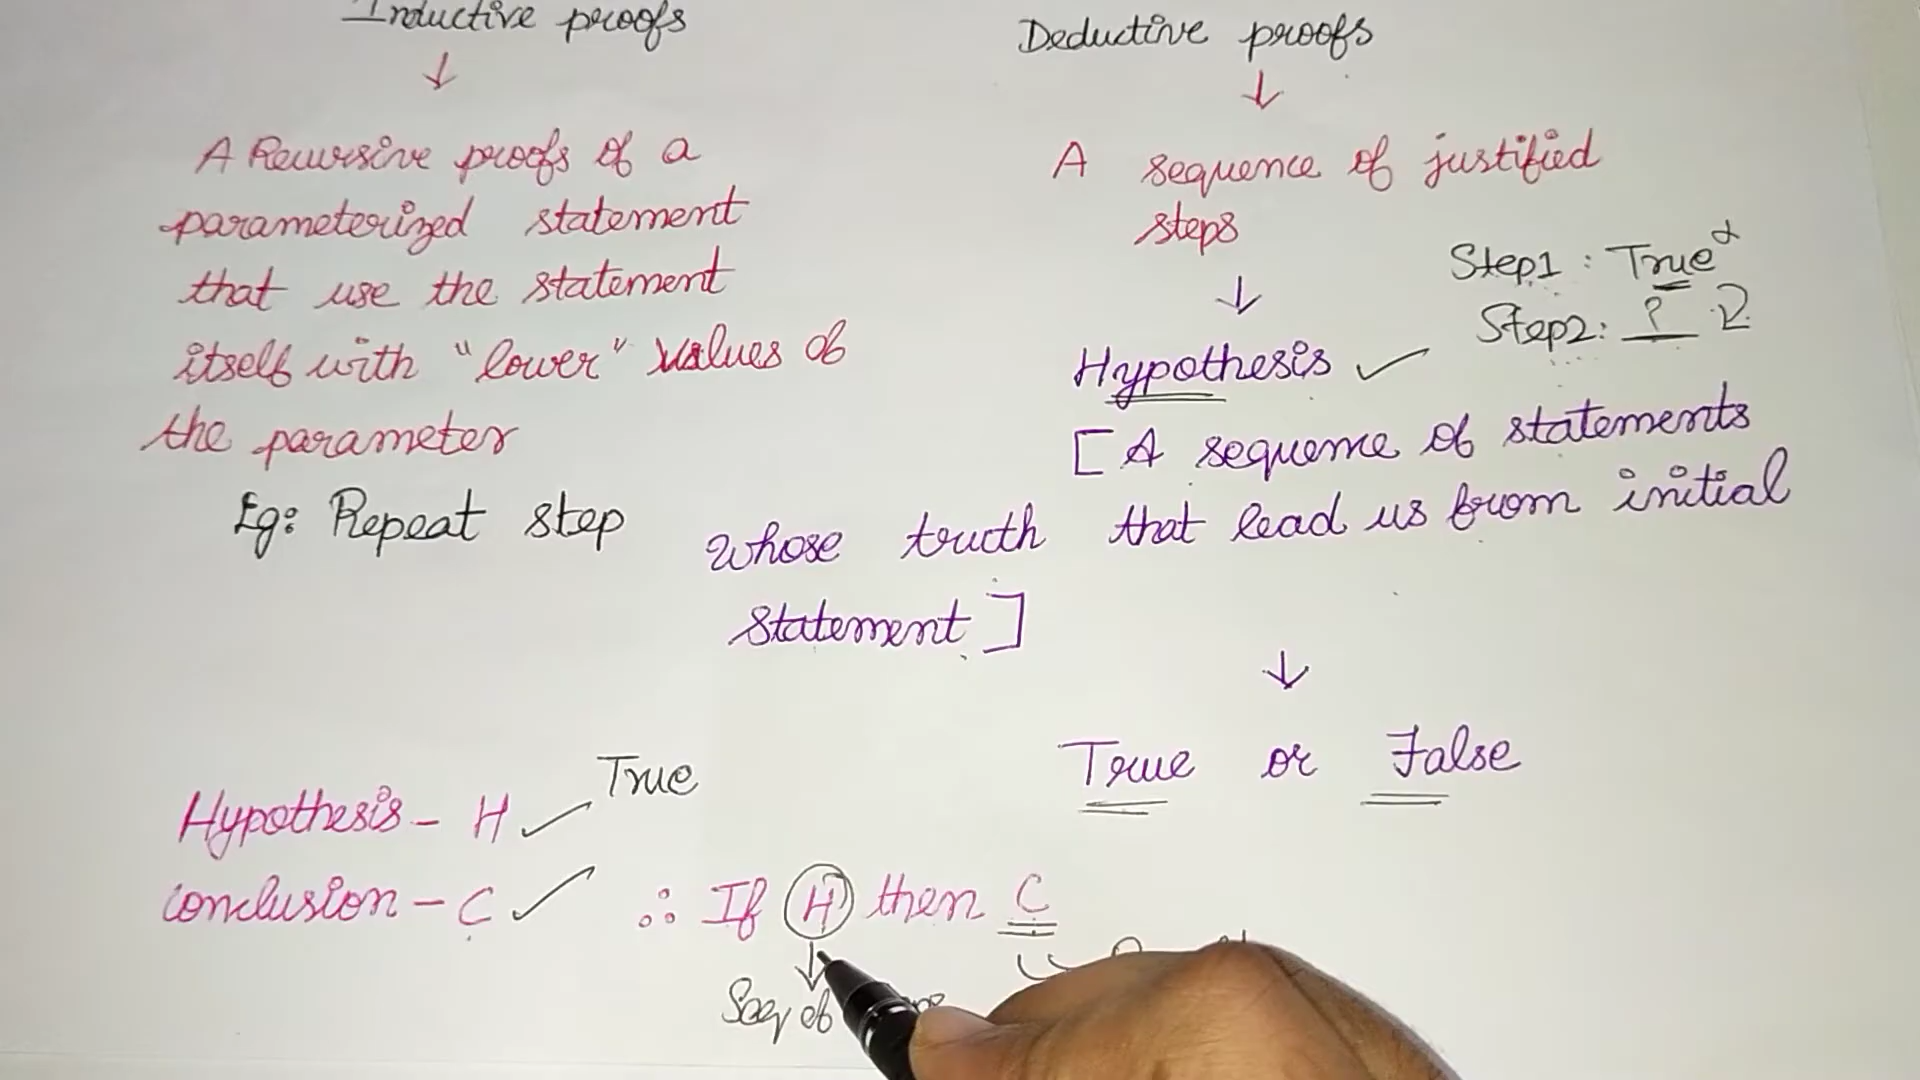 Inductive proofs
A Recursive proofs of a
parameterized statement
that use the statement
itself with "lower" values of
the parameter
Eg: Repeat step
Deductive proofs
A sequence of justified
steps
Step1 : True
Step2: ?
Hypothesis
[A sequence of statements
whose truth that lead us from initial
statement]
True or False
Hypothesis - H True
Conclusion - C
∴ If H then C
Seq of